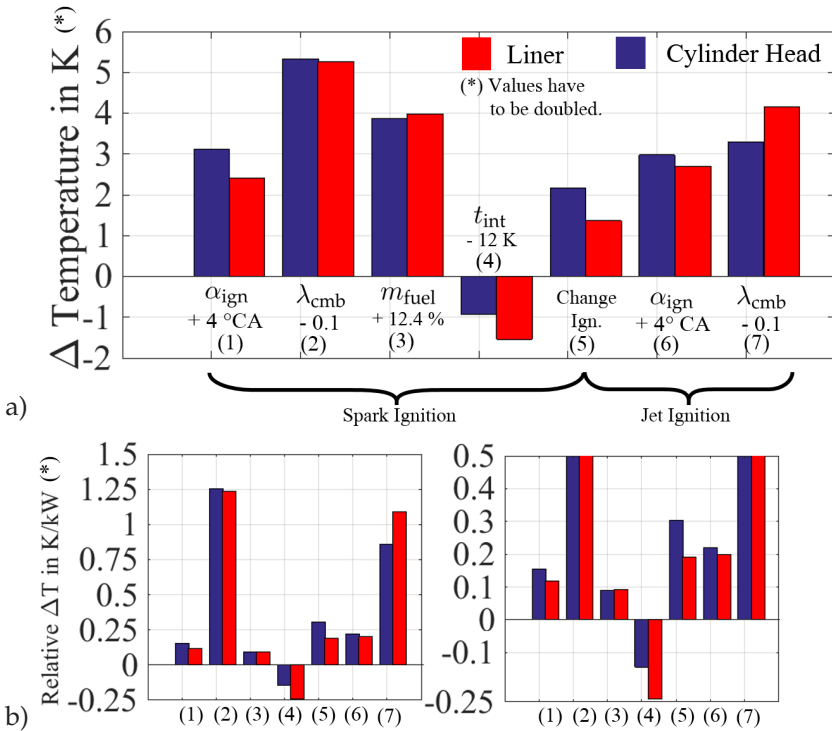 Δ Temperature in K (*)
6
5
4
3
2
1
0
-1
-2
Liner
Cylinder Head
(*) Values have
to be doubled.
α_ign
+ 4 °CA
(1)
λ_cmb
- 0.1
(2)
m_fuel
+ 12.4 %
(3)
t_int
- 12 K
(4)
Change
Ign.
(5)
α_ign
+ 4° CA
(6)
λ_cmb
- 0.1
(7)
Spark Ignition
Jet Ignition
a)
Relative ΔT in K/kW (*)
1.5
1.25
1
0.75
0.5
0.25
0
-0.25
(1) (2) (3) (4) (5) (6) (7)
0.5
0.4
0.3
0.2
0.1
0
-0.1
-0.25
(1) (2) (3) (4) (5) (6) (7)
b)